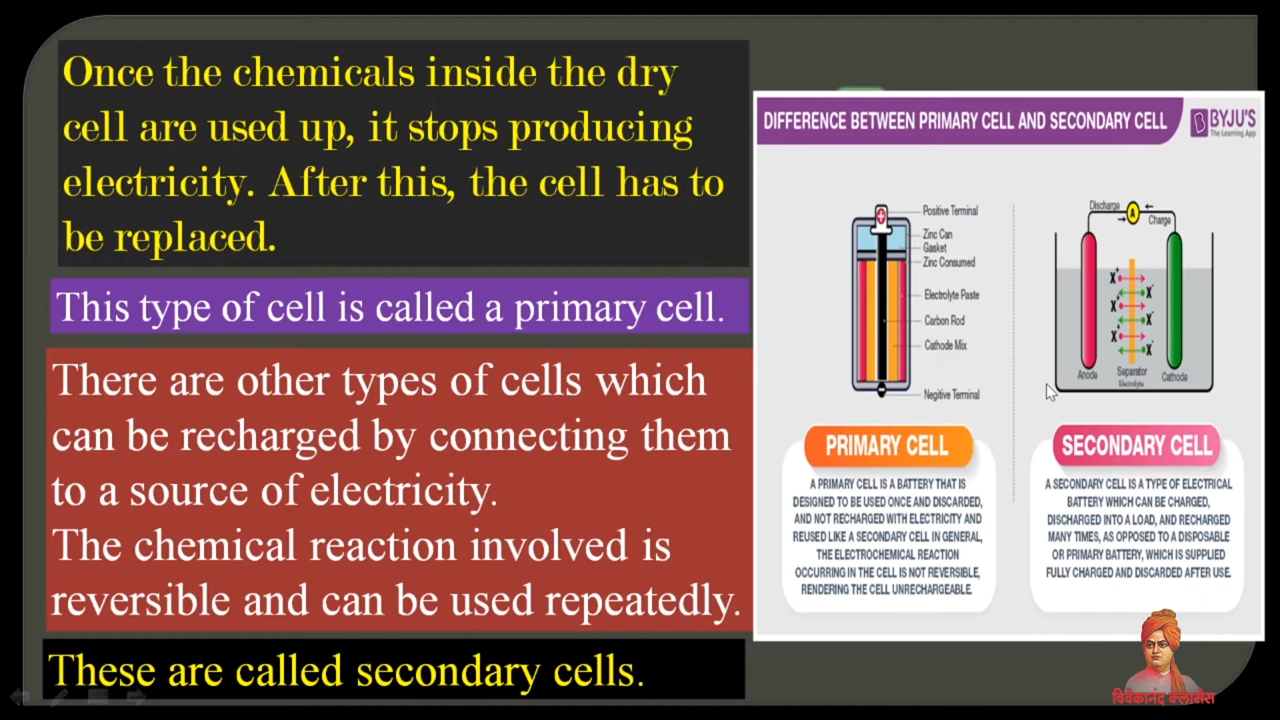 Once the chemicals inside the dry
cell are used up, it stops producing
electricity. After this, the cell has to
be replaced.
This type of cell is called a primary cell.
There are other types of cells which
can be recharged by connecting them
to a source of electricity.
The chemical reaction involved is
reversible and can be used repeatedly.
These are called secondary cells.
DIFFERENCE BETWEEN PRIMARY CELL AND SECONDARY CELL
BYJU'S
The Learning App
Positive Terminal
Zinc Can
Gasket
Zinc Consumed
Electrolyte Paste
Carbon Rod
Cathode Mix
Negitive Terminal
Discharge
A
Charge
X⁺
X⁻
X⁺
X⁻
X⁺
X⁻
Anode
Separator
Cathode
Electrolyte
PRIMARY CELL
A PRIMARY CELL IS A BATTERY THAT IS
DESIGNED TO BE USED ONCE AND DISCARDED,
AND NOT RECHARGED WITH ELECTRICITY AND
REUSED LIKE A SECONDARY CELL IN GENERAL,
THE ELECTROCHEMICAL REACTION
OCCURRING IN THE CELL IS NOT REVERSIBLE,
RENDERING THE CELL UNRECHARGEABLE.
SECONDARY CELL
A SECONDARY CELL IS A TYPE OF ELECTRICAL
BATTERY WHICH CAN BE CHARGED,
DISCHARGED INTO A LOAD, AND RECHARGED
MANY TIMES, AS OPPOSED TO A DISPOSABLE
OR PRIMARY BATTERY, WHICH IS SUPPLIED
FULLY CHARGED AND DISCARDED AFTER USE.
विवेकानंद क्लासेस